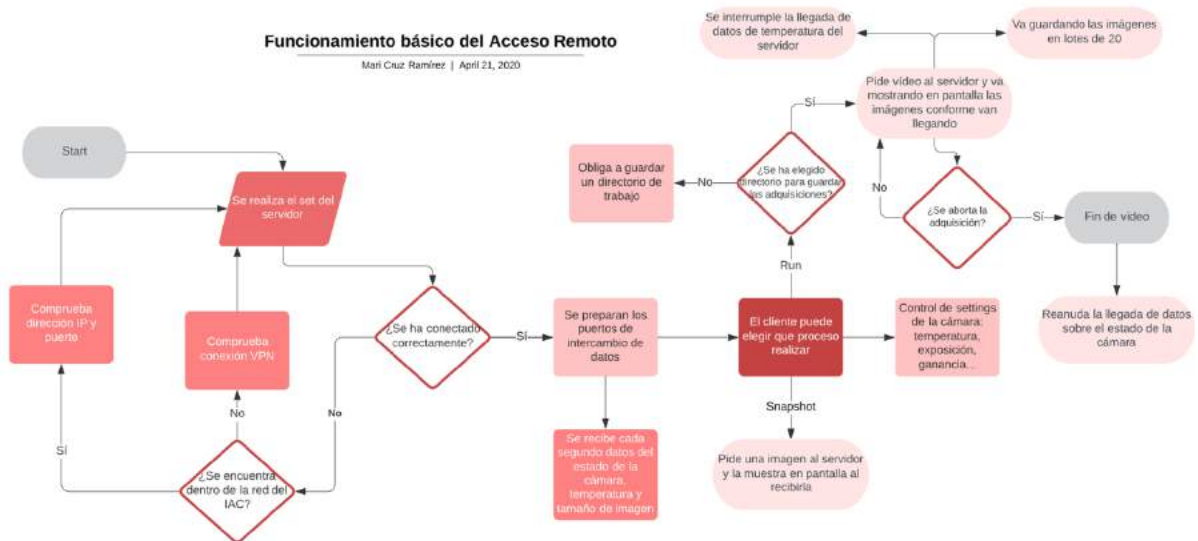 Funcionamiento básico del Acceso Remoto
Mari Cruz Ramírez | April 21, 2020
Start
Se realiza el set del
servidor
Comprueba
dirección IP y
puerto
Comprueba
conexión VPN
¿Se ha conectado
correctamente?
No
Sí
No
Sí
¿Se encuentra
dentro de la red del
IAC?
Se preparan los
puertos de
intercambio de
datos
Se recibe cada
segundo datos del
estado de la
cámara,
temperatura y
tamaño de imagen
El cliente puede
elegir que proceso
realizar
Run
Snapshot
Pide una imagen al servidor
y la muestra en pantalla al
recibirla
Control de settings
de la cámara:
temperatura,
exposición,
ganancia...
¿Se ha elegido
directorio para guardar
las adquisiciones?
No
Obliga a guardar
un directorio de
trabajo
Sí
Pide vídeo al servidor y va
mostrando en pantalla las
imágenes conforme van
llegando
Se interrumple la llegada de
datos de temperatura del
servidor
Va guardando las imágenes
en lotes de 20
No
¿Se aborta la
adquisición?
Sí
Fin de video
Reanuda la llegada de datos
sobre el estado de la
cámara